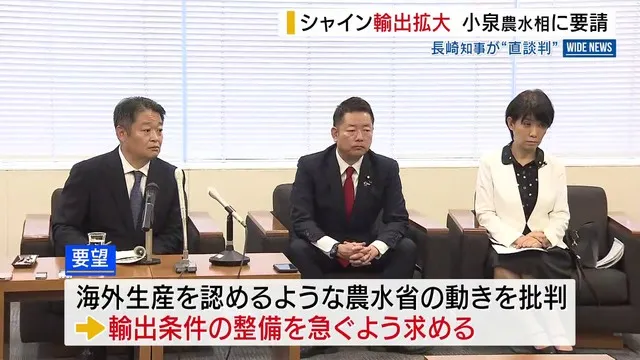 シャイン輸出拡大 小泉農水相に要請
長崎知事が“直談判”
WIDE NEWS
要望
海外生産を認めるような農水省の動きを批判
輸出条件の整備を急ぐよう求める